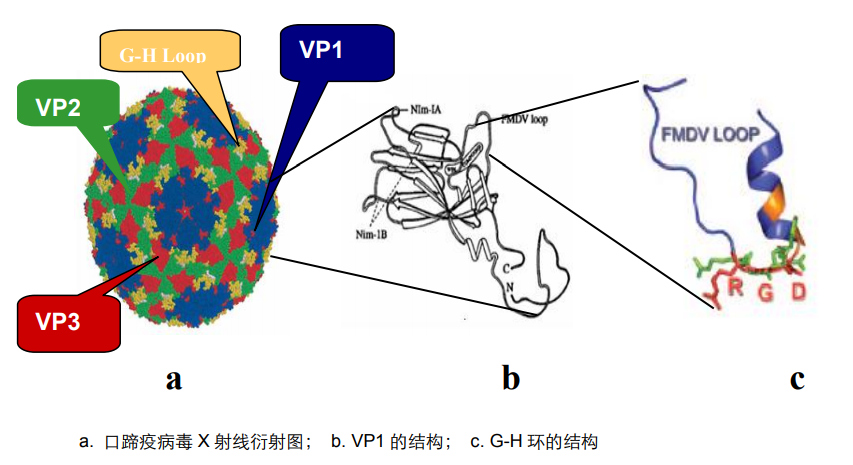 G-H Loop
VP1
VP2
VP3
Nlm-IA
FMDV loop
Nim-1B
C
N
FMDV LOOP
R G D
a
b
c
a. 口蹄疫病毒 X 射线衍射图； b. VP1 的结构； c. G-H 环的结构